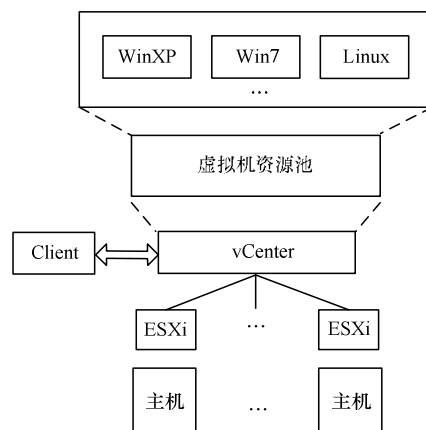 WinXP Win7 Linux
…
虚拟机资源池
Client vCenter
ESXi … ESXi
主机 … 主机